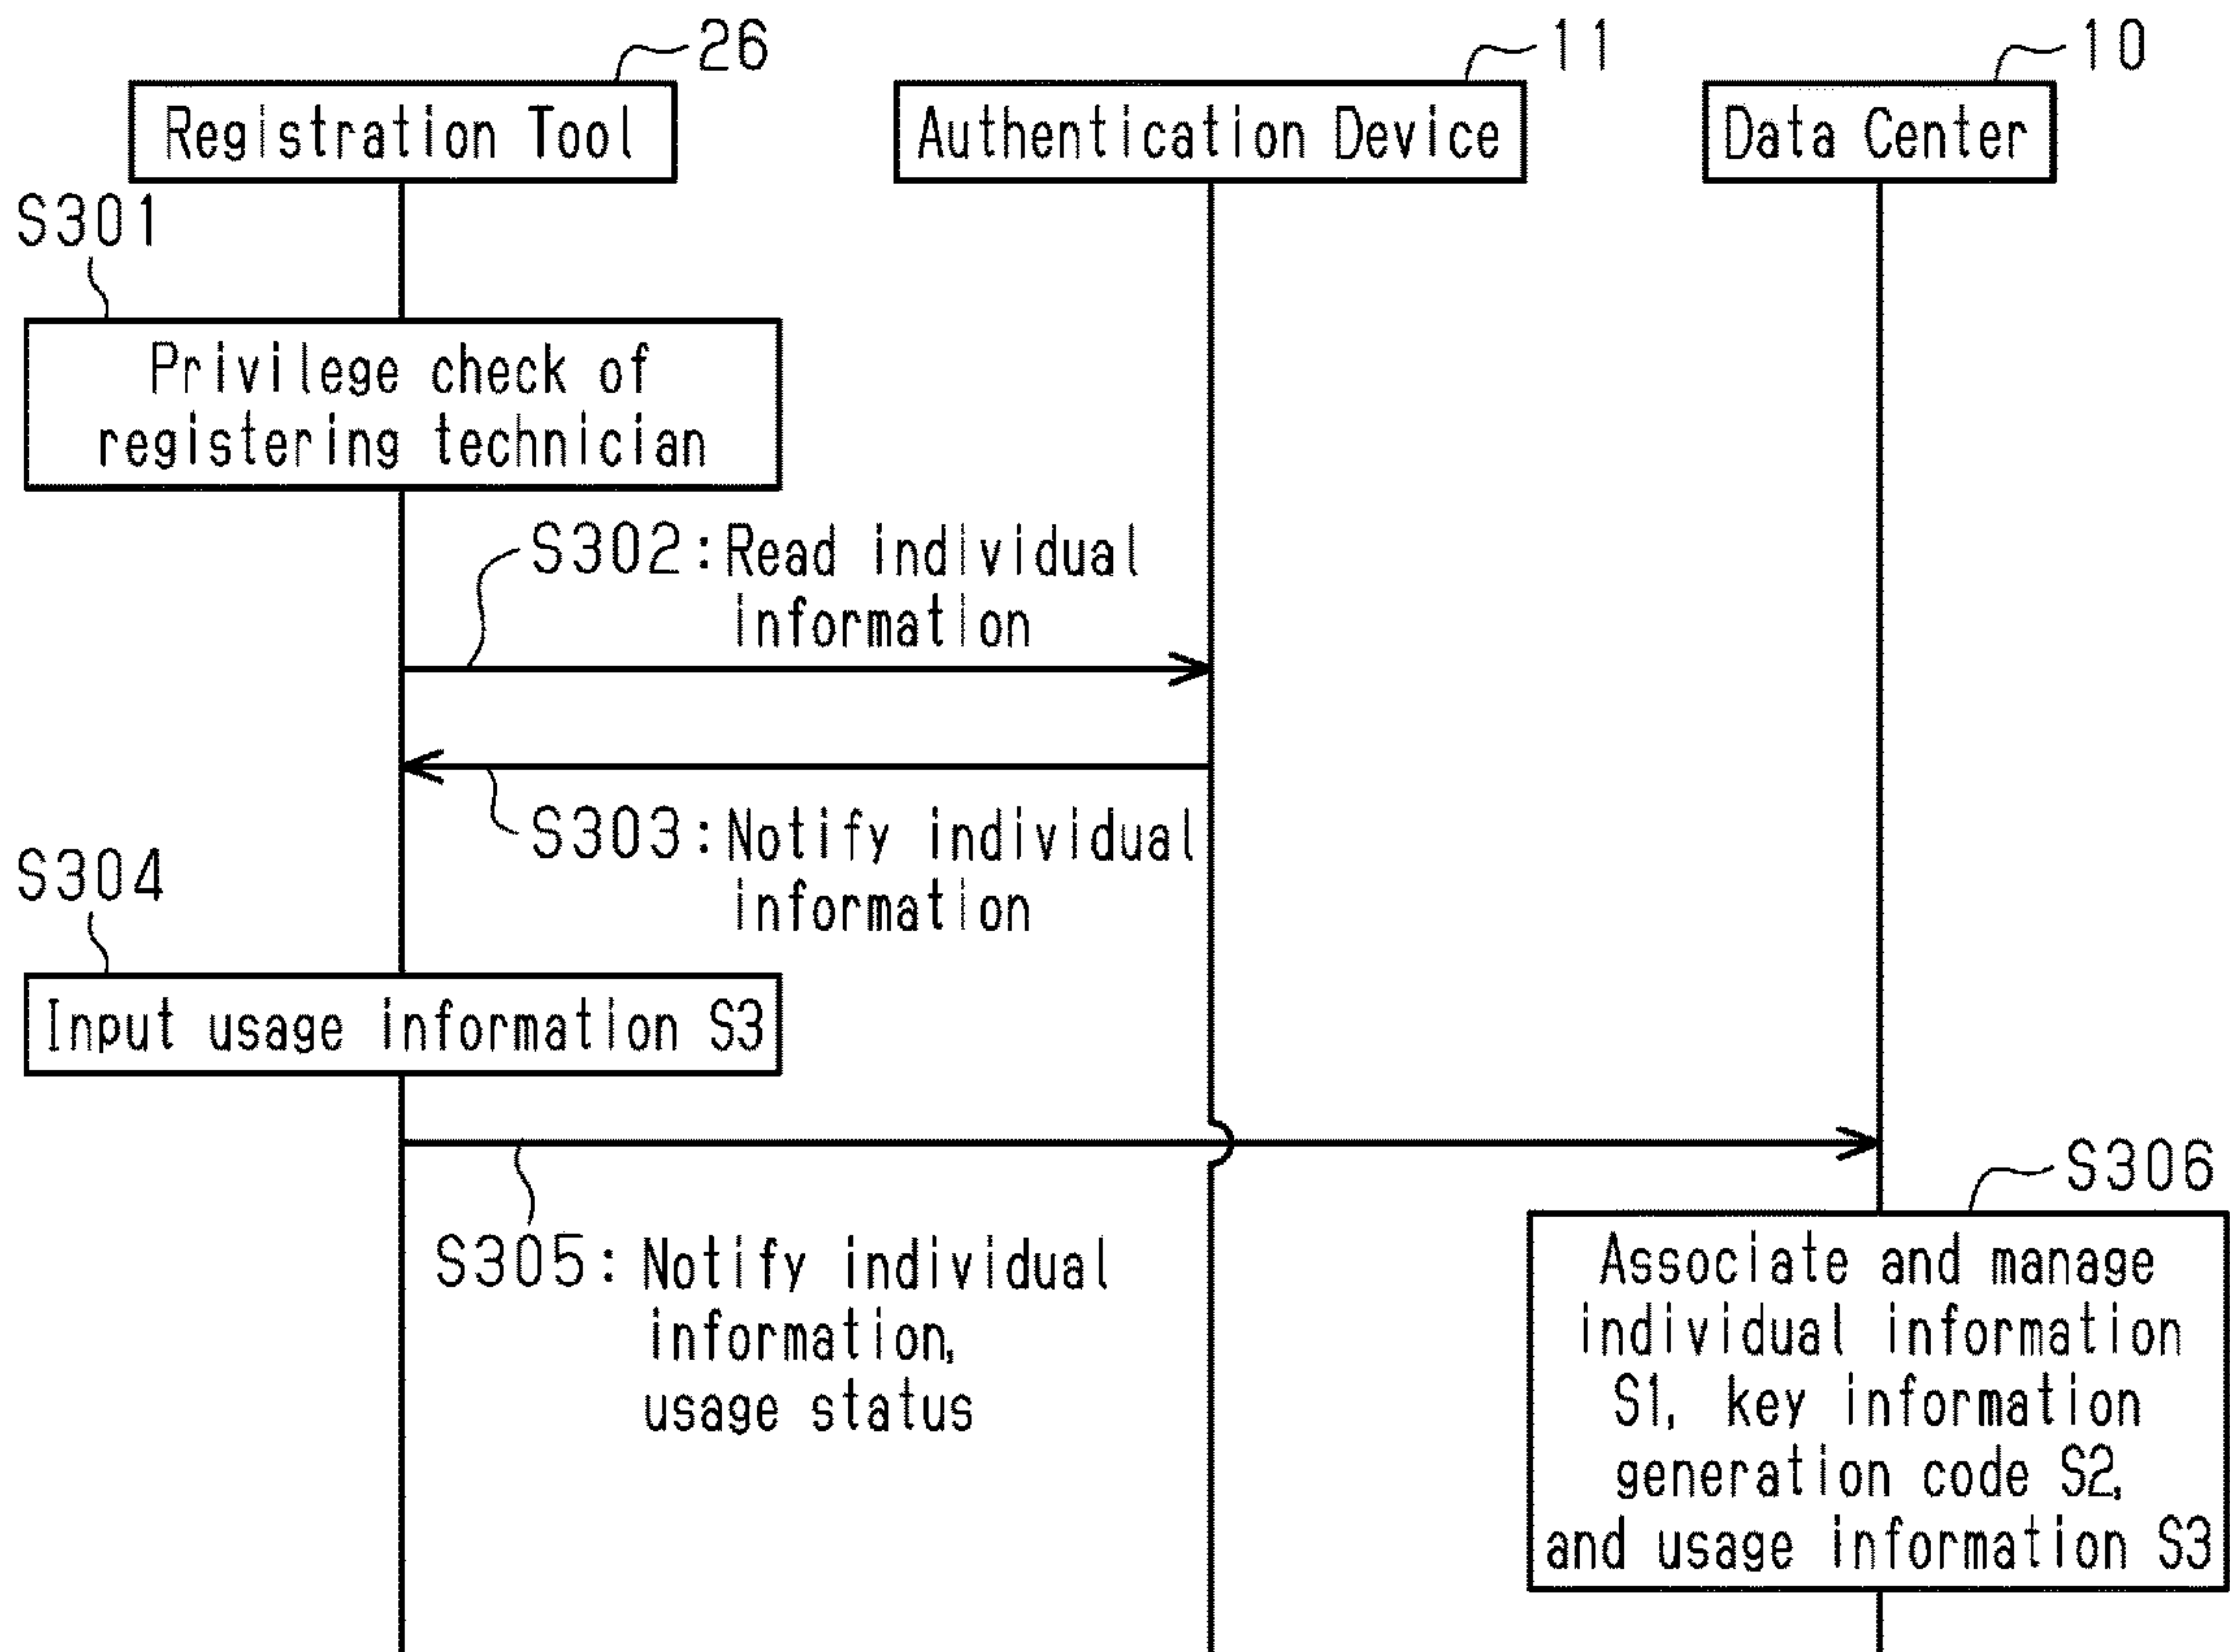 26
11
10
Registration Tool
Authentication Device
Data Center
S301
Privilege check of
registering technician
S302:Read individual
information
S303:Notify individual
information
S304
Input usage information S3
S305: Notify individual
information,
usage status
S306
Associate and manage
individual information
S1, key information
generation code S2,
and usage information S3